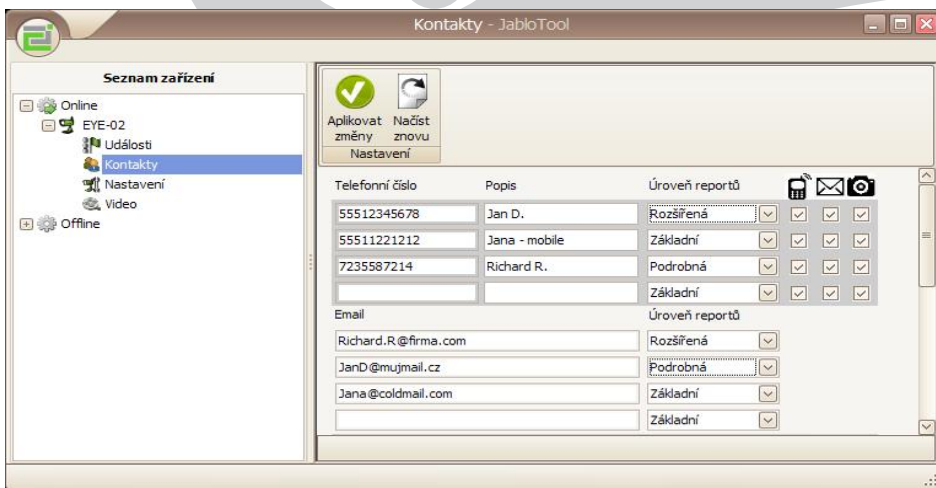 Kontakty - JabloTool
Seznam zařízení
Online
EYE-02
Události
Kontakty
Nastavení
Video
Offline
Aplikovat změny
Načíst znovu
Nastavení
Telefonní číslo Popis Úroveň reportů
55512345678 Jan D. Rozšířená
55511221212 Jana - mobile Základní
7235587214 Richard R. Podrobná
Základní
Email Úroveň reportů
Richard.R@firma.com Rozšířená
JanD@mujmail.cz Podrobná
Jana@coldmail.com Základní
Základní